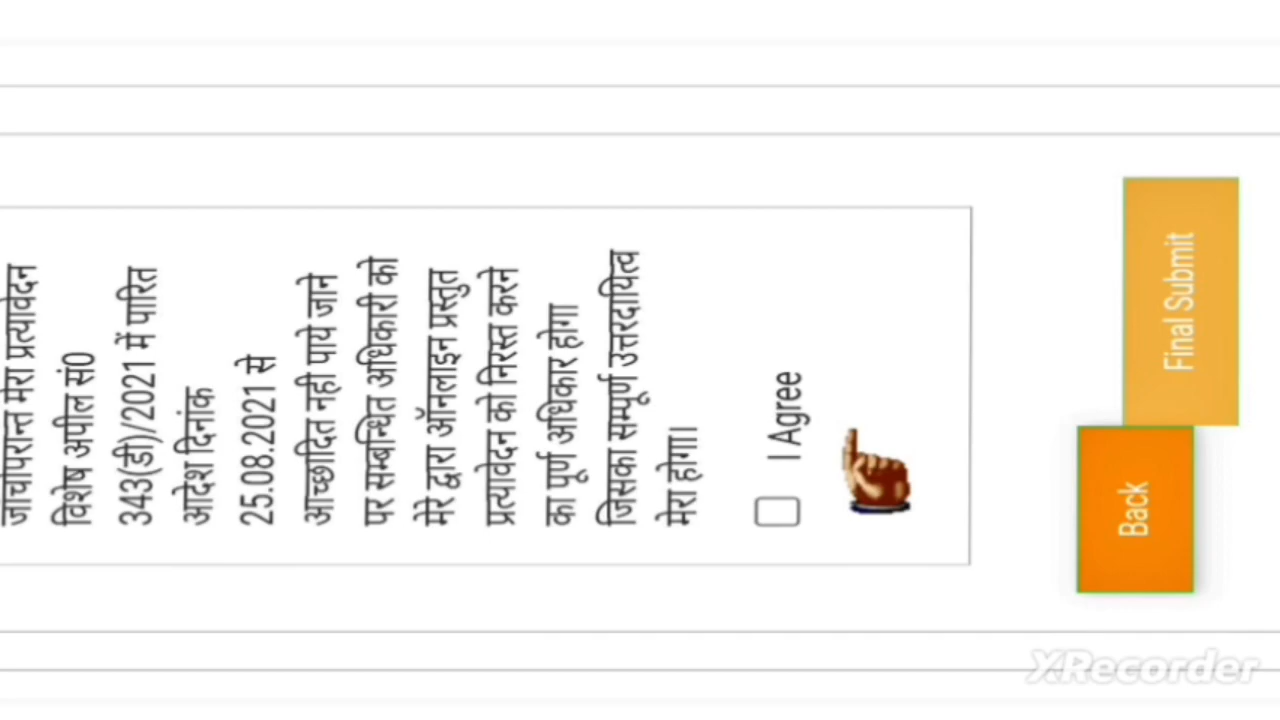 जांचोपरान्त मेरा प्रत्यावेदन
विशेष अपील सं0
343(डी)/2021 में पारित
आदेश दिनांक
25.08.2021 से
आच्छादित नही पाये जाने
पर सम्बन्धित अधिकारी को
मेरे द्वारा ऑनलाइन प्रस्तुत
प्रत्यावेदन को निरस्त करने
का पूर्ण अधिकार होगा
जिसका सम्पूर्ण उत्तरदायित्व
मेरा होगा।
I Agree
Back
Final Submit
XRecorder